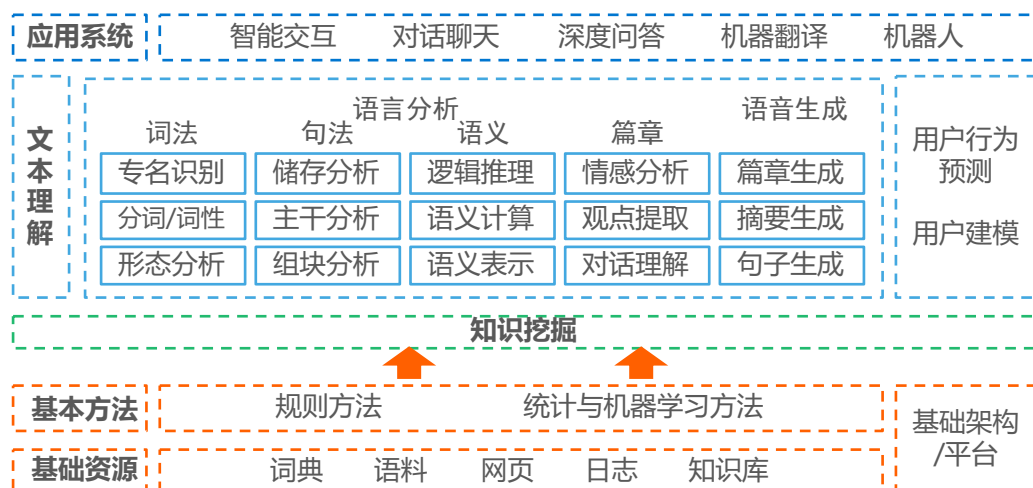 应用系统 智能交互 对话聊天 深度问答 机器翻译 机器人
文本理解
语言分析 语音生成
词法 句法 语义 篇章
专名识别 储存分析 逻辑推理 情感分析 篇章生成
分词/词性 主干分析 语义计算 观点提取 摘要生成
形态分析 组块分析 语义表示 对话理解 句子生成
用户行为
预测
用户建模
知识挖掘
基本方法 规则方法 统计与机器学习方法
基础资源 词典 语料 网页 日志 知识库
基础架构
/平台